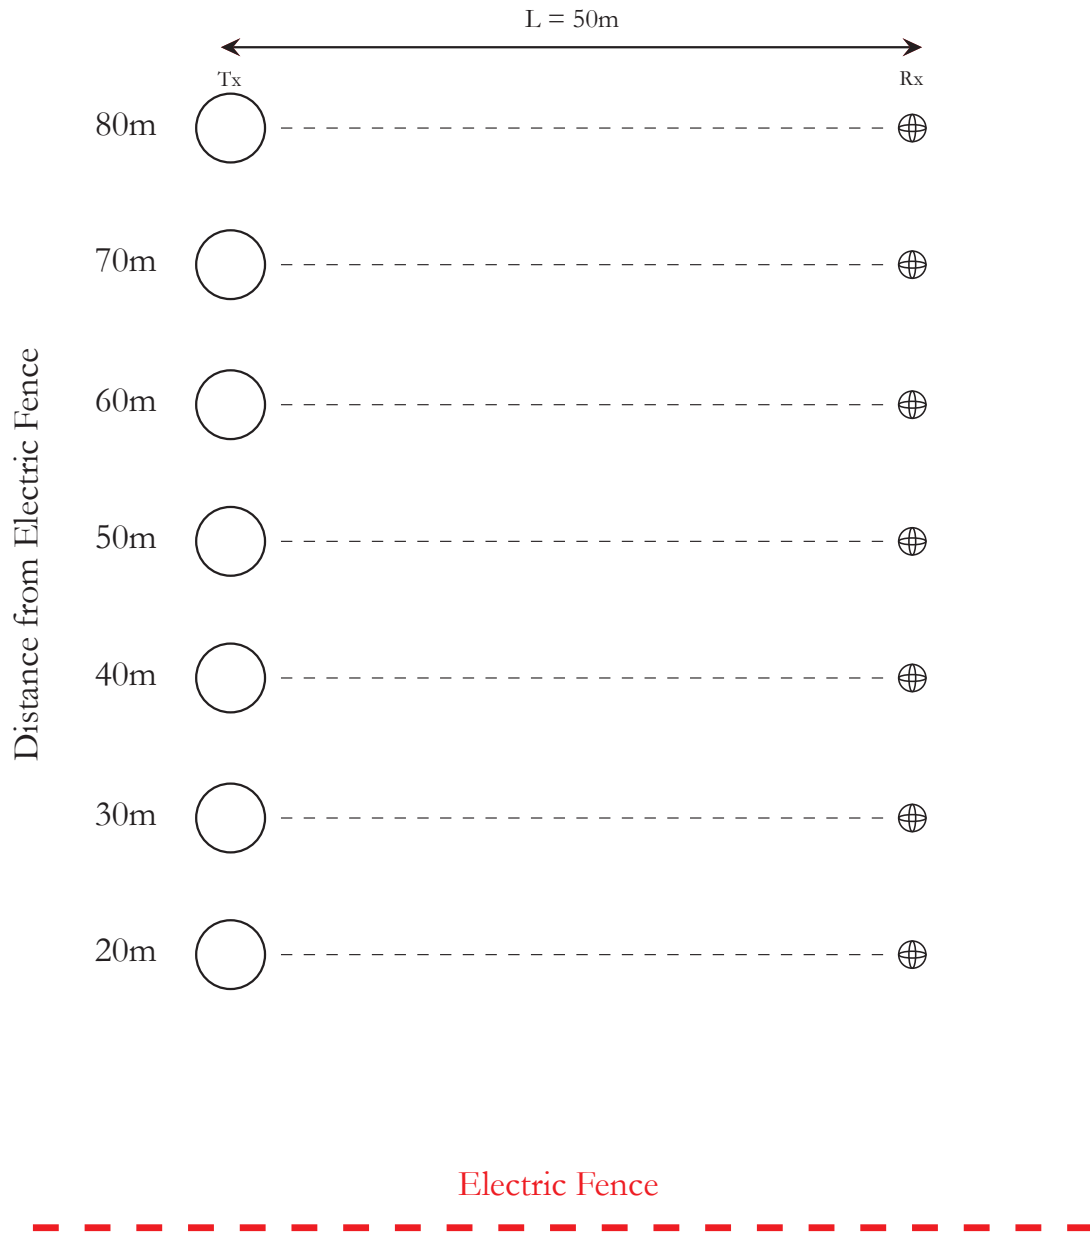 L = 50m
Tx
Rx
80m
70m
60m
50m
40m
30m
20m
Distance from Electric Fence
Electric Fence